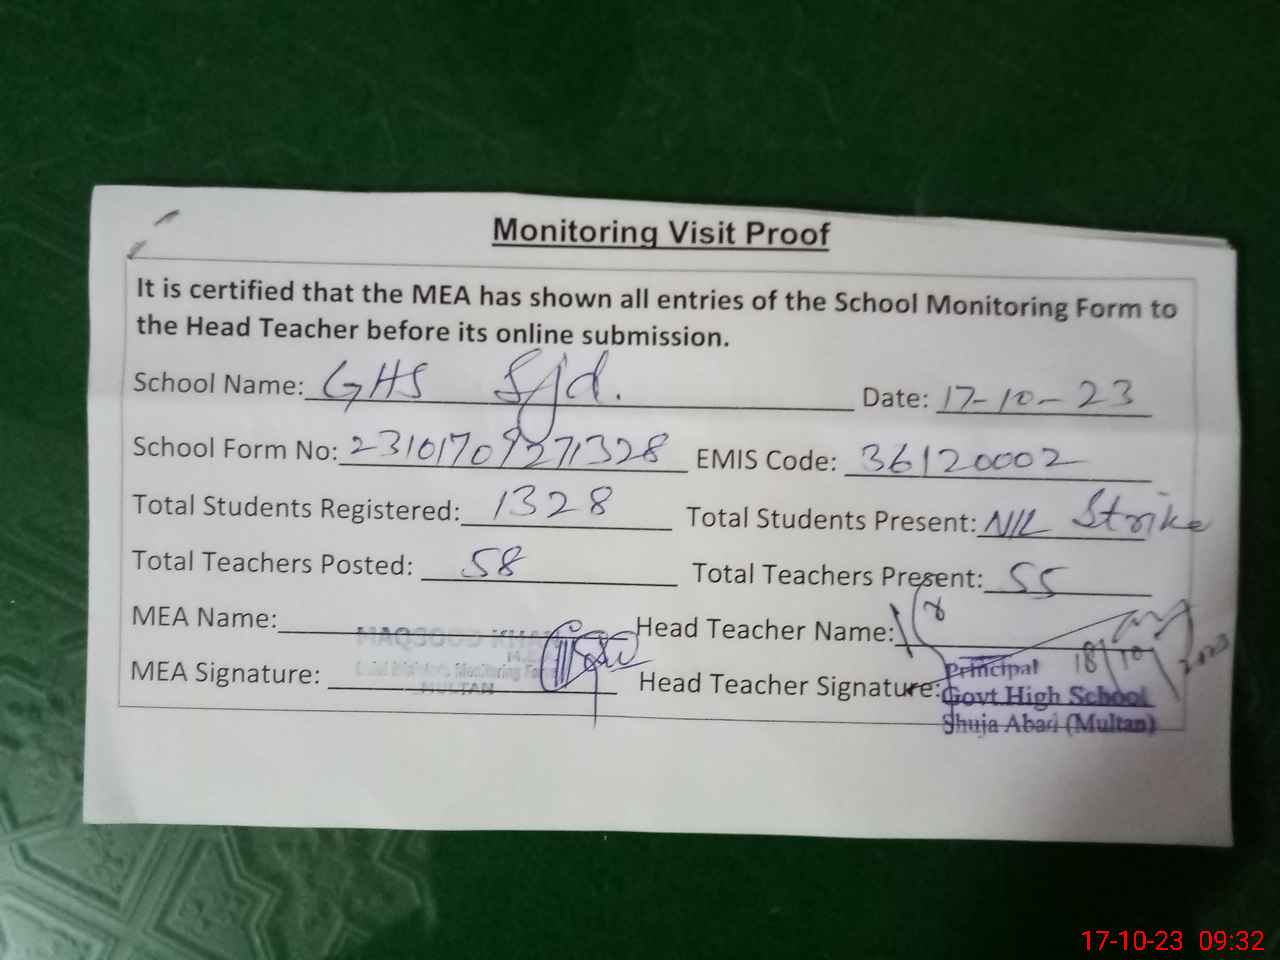 Monitoring Visit Proof
It is certified that the MEA has shown all entries of the School Monitoring Form to
the Head Teacher before its online submission.
School Name: GHS Sjd. Date: 17-10-23
School Form No: 23101709271328 EMIS Code: 36120002
Total Students Registered: 1328 Total Students Present: NIL Strike
Total Teachers Posted: 58 Total Teachers Present: 55
MEA Name: MAQSOOD KHAN Head Teacher Name:
MEA Signature: Monitoring Head Teacher Signature:
MULTAN
18/10/2023
Principal
Govt High School
Shuja Abad (Multan)
17-10-23 09:32